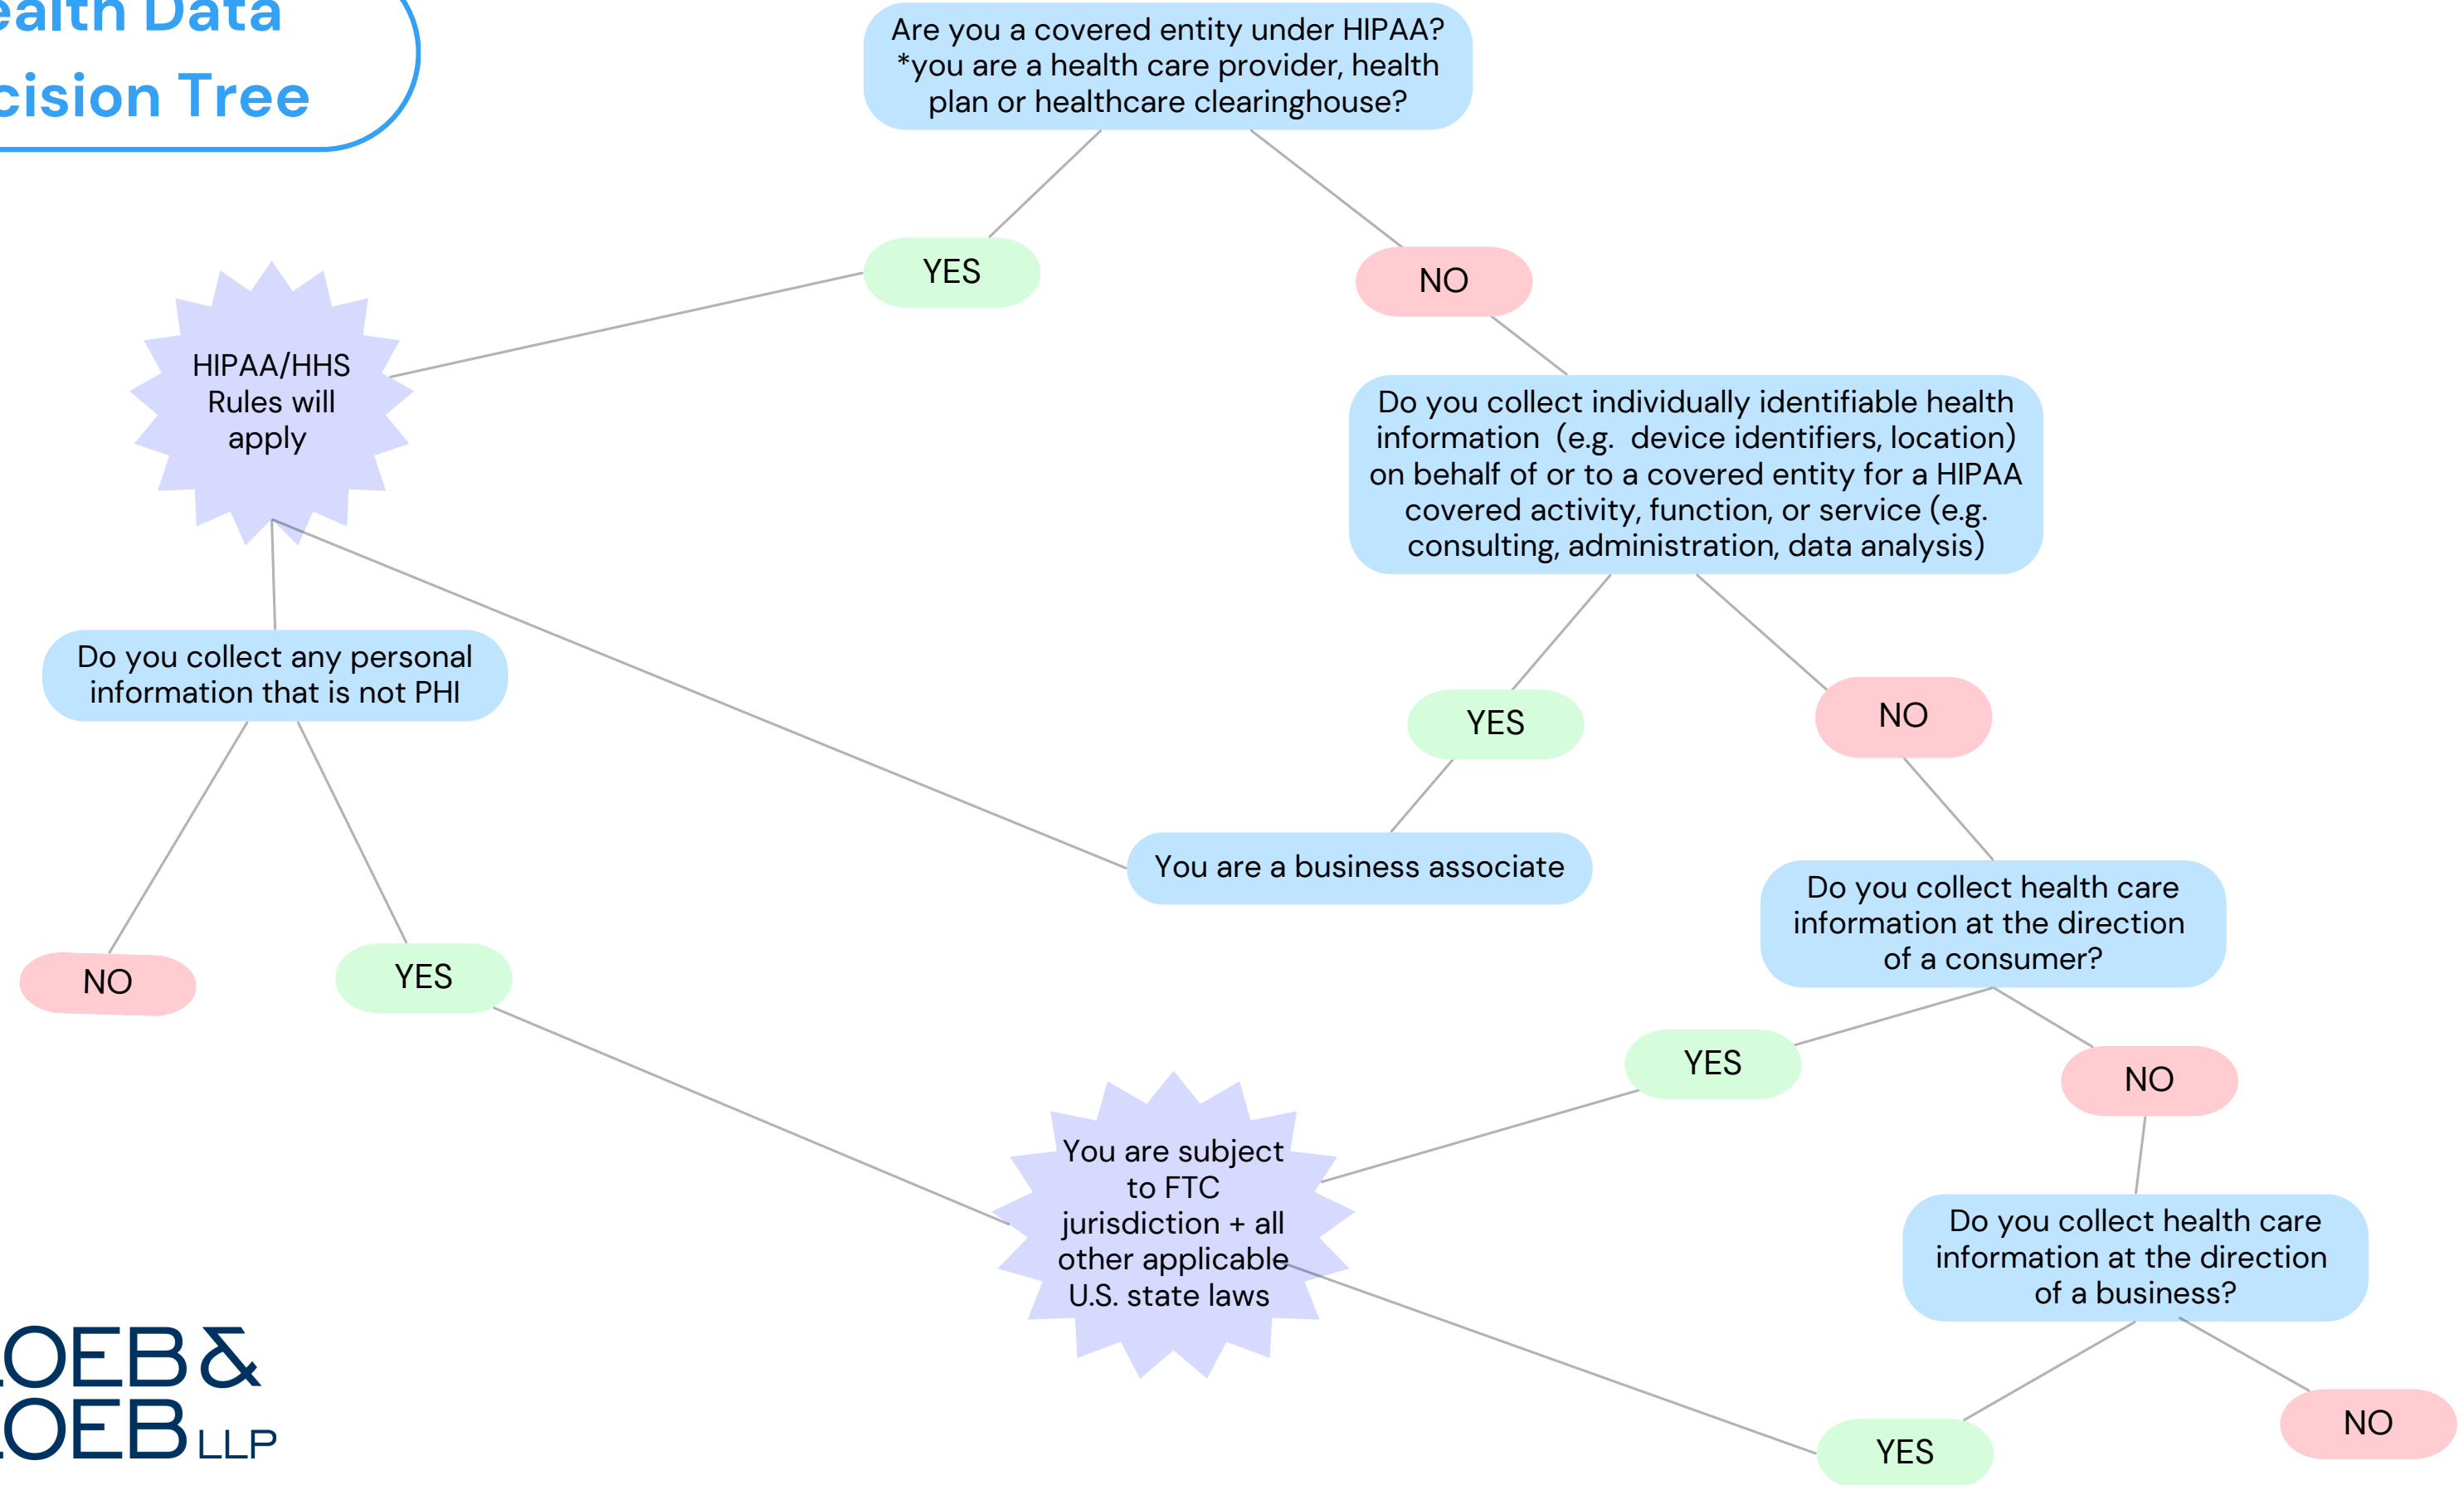 ealth Data
cision Tree
Are you a covered entity under HIPAA?
*you are a health care provider, health
plan or healthcare clearinghouse?
YES
NO
HIPAA/HHS
Rules will
apply
Do you collect individually identifiable health
information (e.g. device identifiers, location)
on behalf of or to a covered entity for a HIPAA
covered activity, function, or service (e.g.
consulting, administration, data analysis)
Do you collect any personal
information that is not PHI
YES
NO
You are a business associate
Do you collect health care
information at the direction
of a consumer?
NO
YES
YES
NO
You are subject
to FTC
jurisdiction + all
other applicable
U.S. state laws
Do you collect health care
information at the direction
of a business?
YES
NO
OEB &
OEB LLP